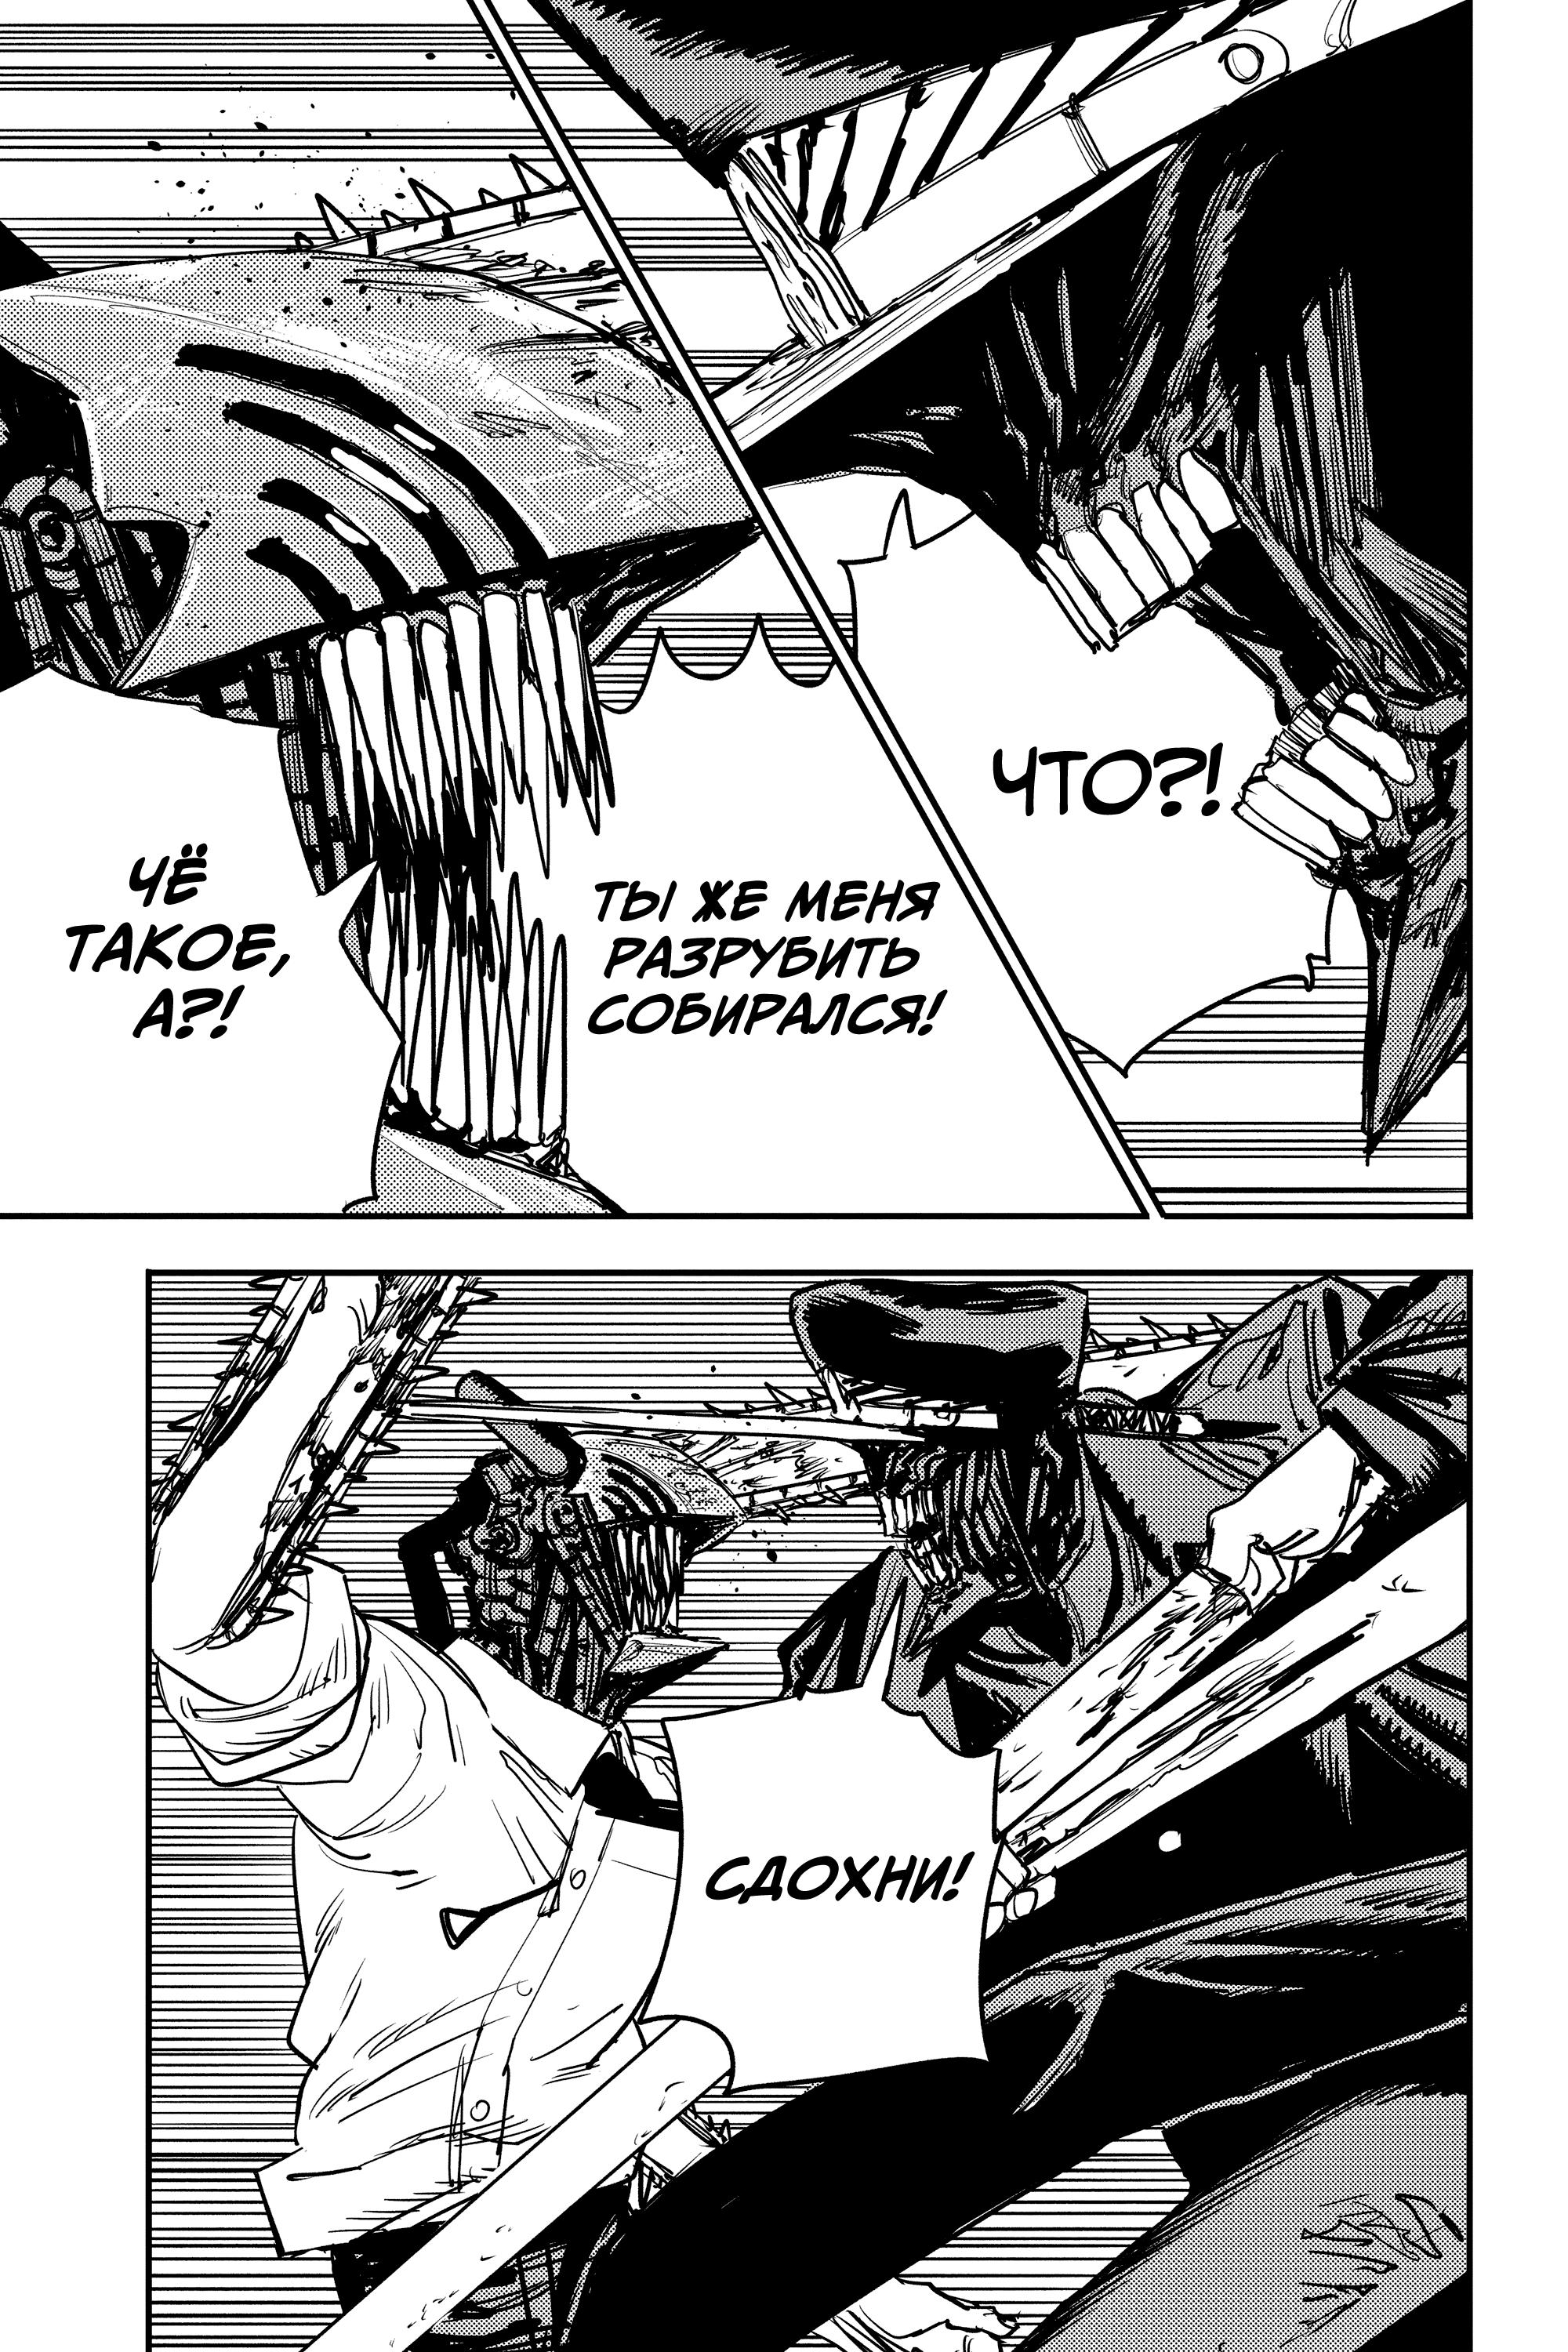 ЧТО?!
ТЫ ЖЕ МЕНЯ
РАЗРУБИТЬ
СОБИРАЛСЯ!
ЧЁ
ТАКОЕ,
А?!
СДОХНИ!